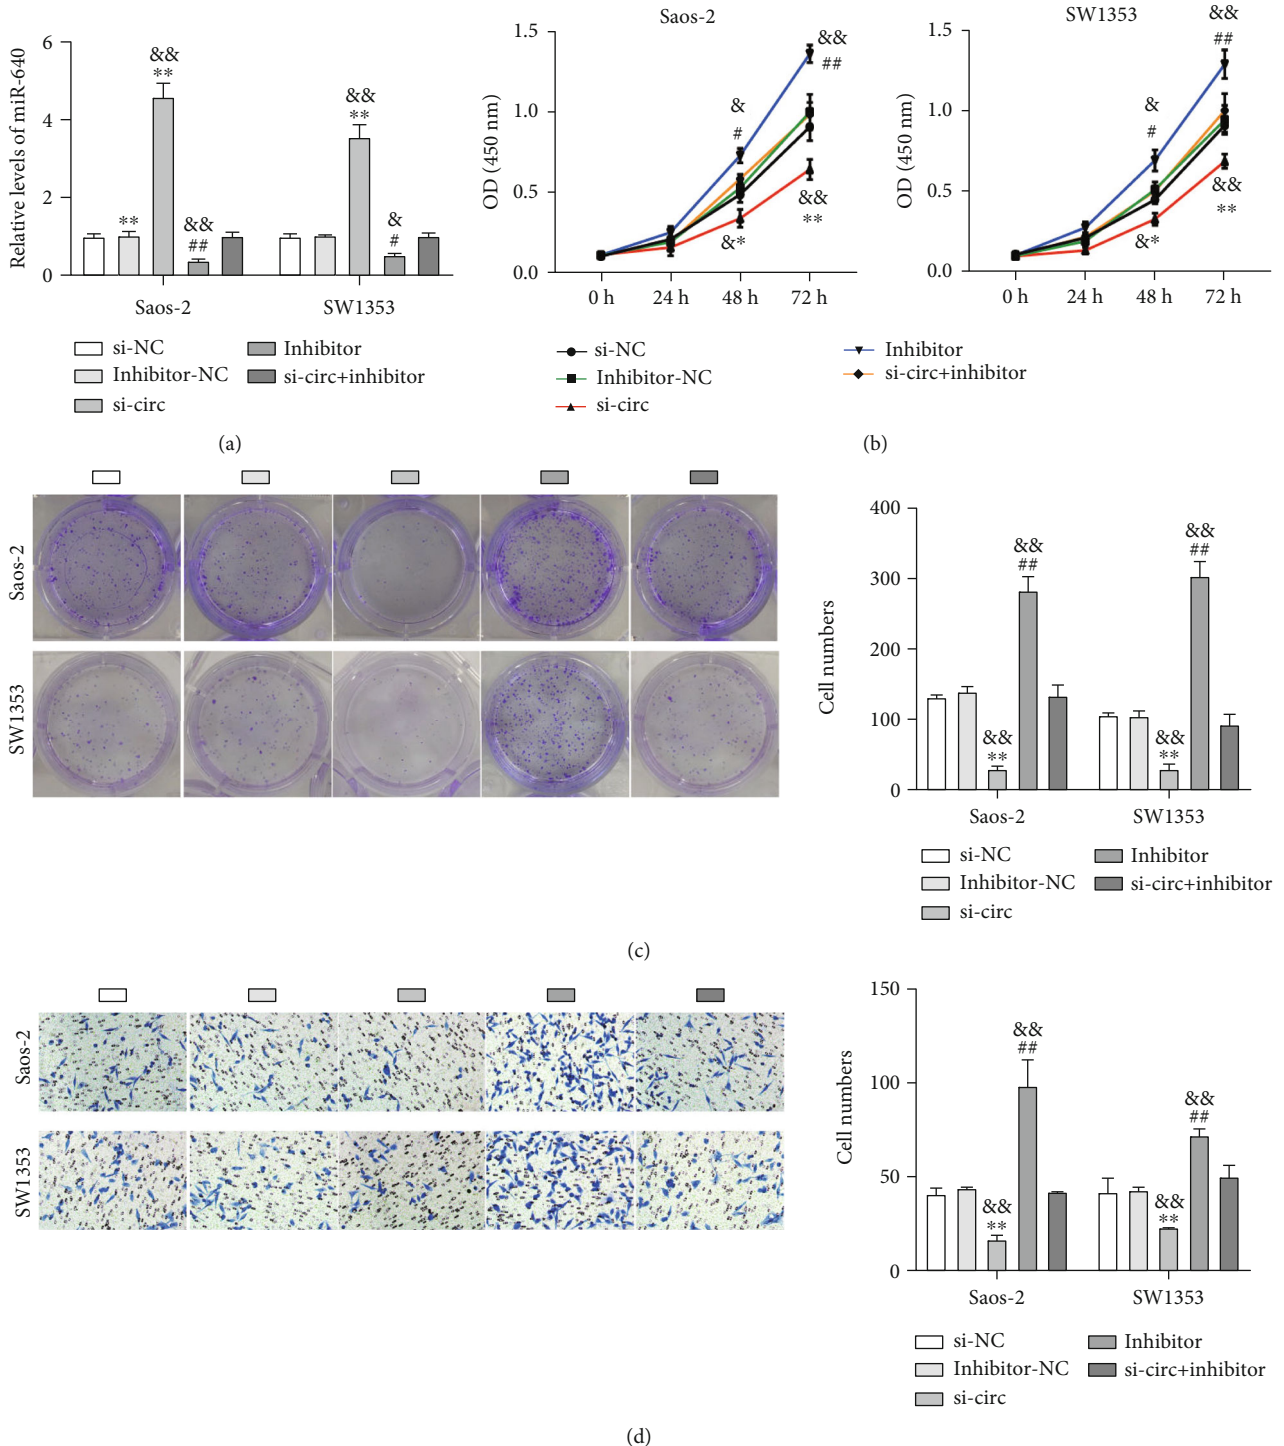 Relative levels of miR-640
6
4
2
0
&&
**
**
&&
##
&&
**
&
#
Saos-2
SW1353
si-NC
Inhibitor-NC
si-circ
Inhibitor
si-circ+inhibitor
(a)
Saos-2
OD (450 nm)
1.5
1.0
0.5
0.0
0 h
24 h
48 h
72 h
&
#
&&
##
&*
&&
**
SW1353
OD (450 nm)
1.5
1.0
0.5
0.0
0 h
24 h
48 h
72 h
&
#
&&
##
&*
&&
**
si-NC
Inhibitor-NC
si-circ
Inhibitor
si-circ+inhibitor
(b)
Saos-2
SW1353
Cell numbers
400
300
200
100
0
&&
**
&&
##
&&
**
&&
##
Saos-2
SW1353
si-NC
Inhibitor-NC
si-circ
Inhibitor
si-circ+inhibitor
(c)
Saos-2
SW1353
Cell numbers
150
100
50
0
&&
**
&&
##
&&
**
&&
##
Saos-2
SW1353
si-NC
Inhibitor-NC
si-circ
Inhibitor
si-circ+inhibitor
(d)